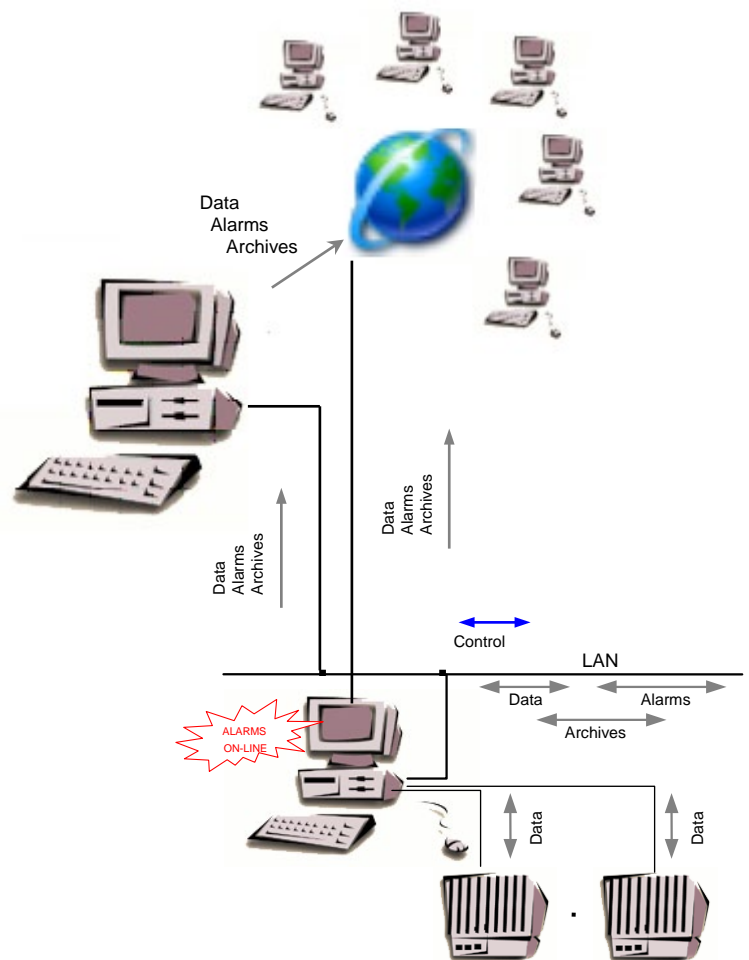 Data
Alarms
Archives
Data
Alarms
Archives
Data
Alarms
Archives
Control
LAN
Data
Alarms
Archives
ALARMS
ON-LINE
Data
Data